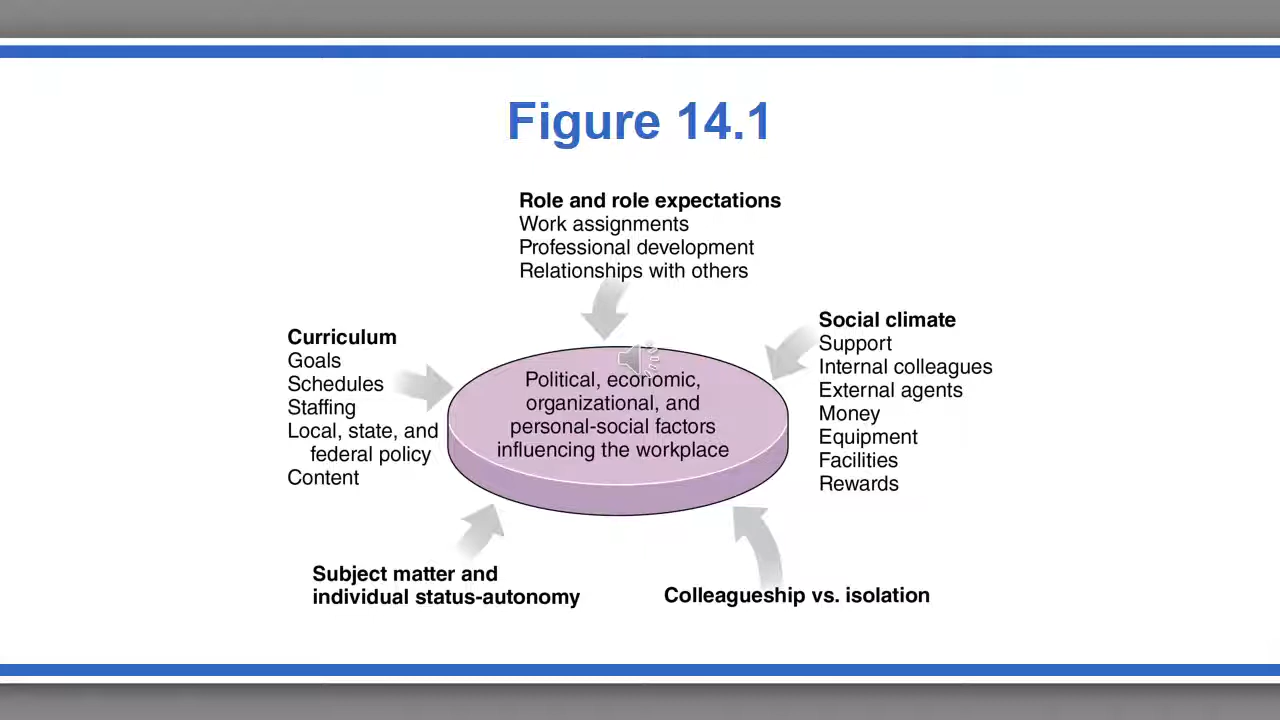 Figure 14.1
Role and role expectations
Work assignments
Professional development
Relationships with others
Curriculum
Goals
Schedules
Staffing
Local, state, and
federal policy
Content
Political, economic,
organizational, and
personal-social factors
influencing the workplace
Social climate
Support
Internal colleagues
External agents
Money
Equipment
Facilities
Rewards
Subject matter and
individual status-autonomy
Colleagueship vs. isolation